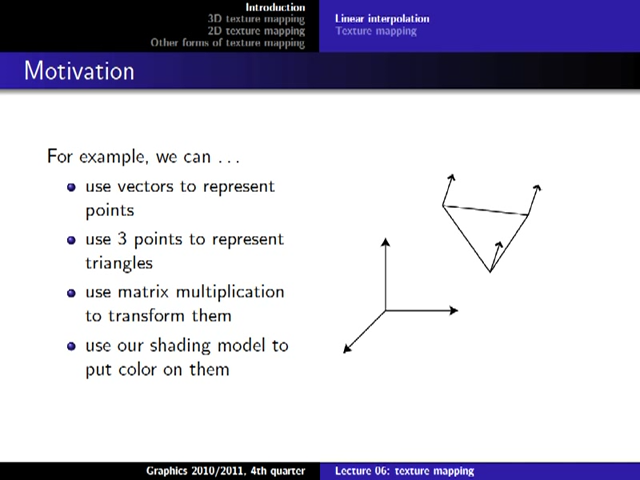 Introduction
3D texture mapping
2D texture mapping
Other forms of texture mapping
Linear interpolation
Texture mapping
Motivation
For example, we can . . .
use vectors to represent
points
use 3 points to represent
triangles
use matrix multiplication
to transform them
use our shading model to
put color on them
Graphics 2010/2011, 4th quarter
Lecture 06: texture mapping